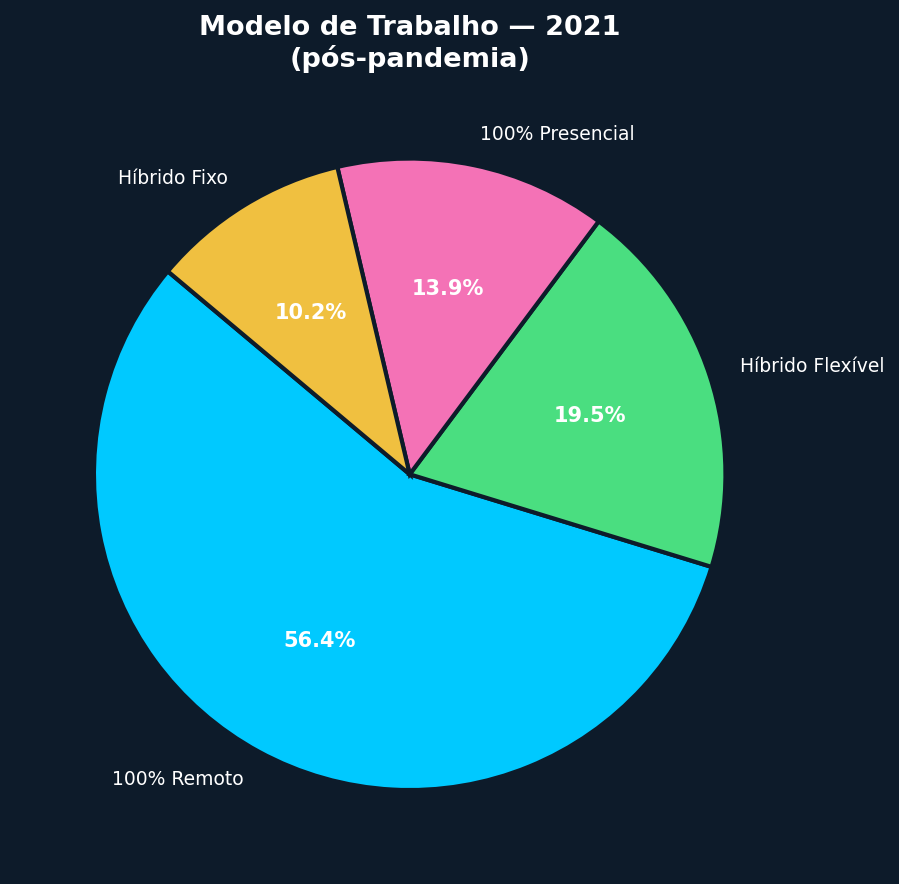 Modelo de Trabalho — 2021
(pós-pandemia)
100% Presencial
Híbrido Fixo
13.9%
10.2%
Híbrido Flexível
19.5%
56.4%
100% Remoto